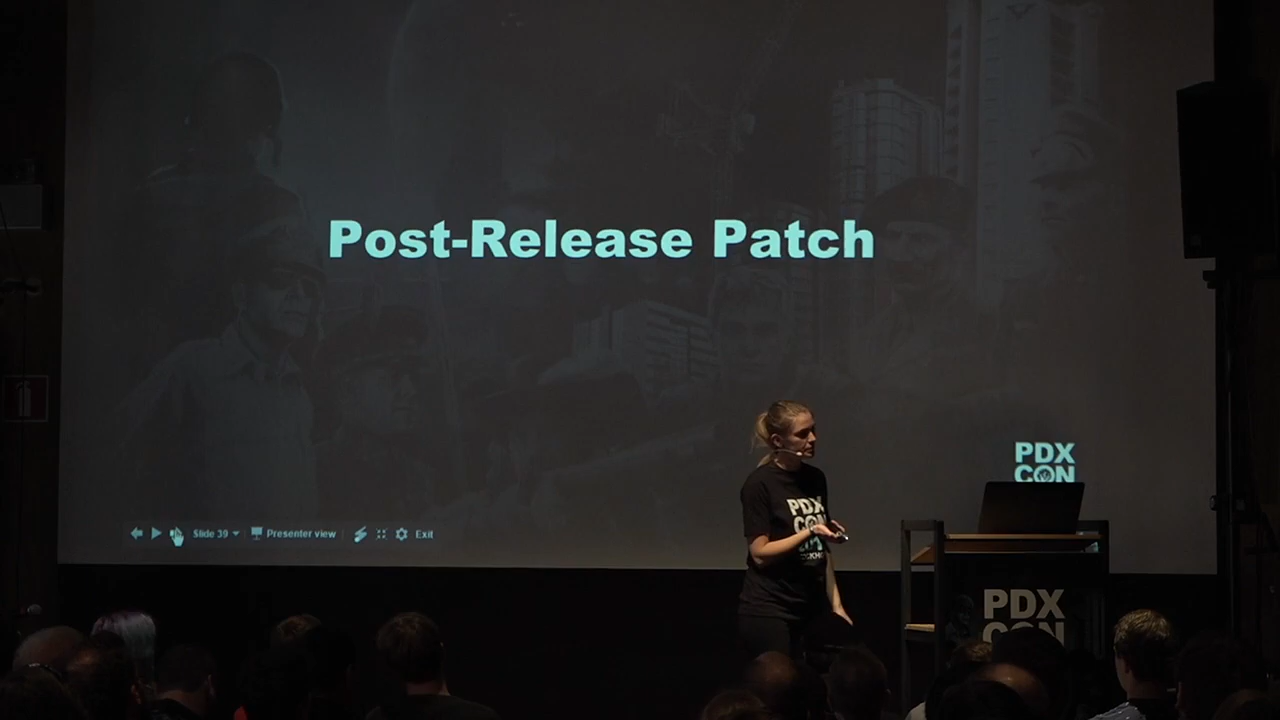 Post-Release Patch
PDX
CON
Slide 39
Presenter view
Exit
PDX
CON
PDX
CON